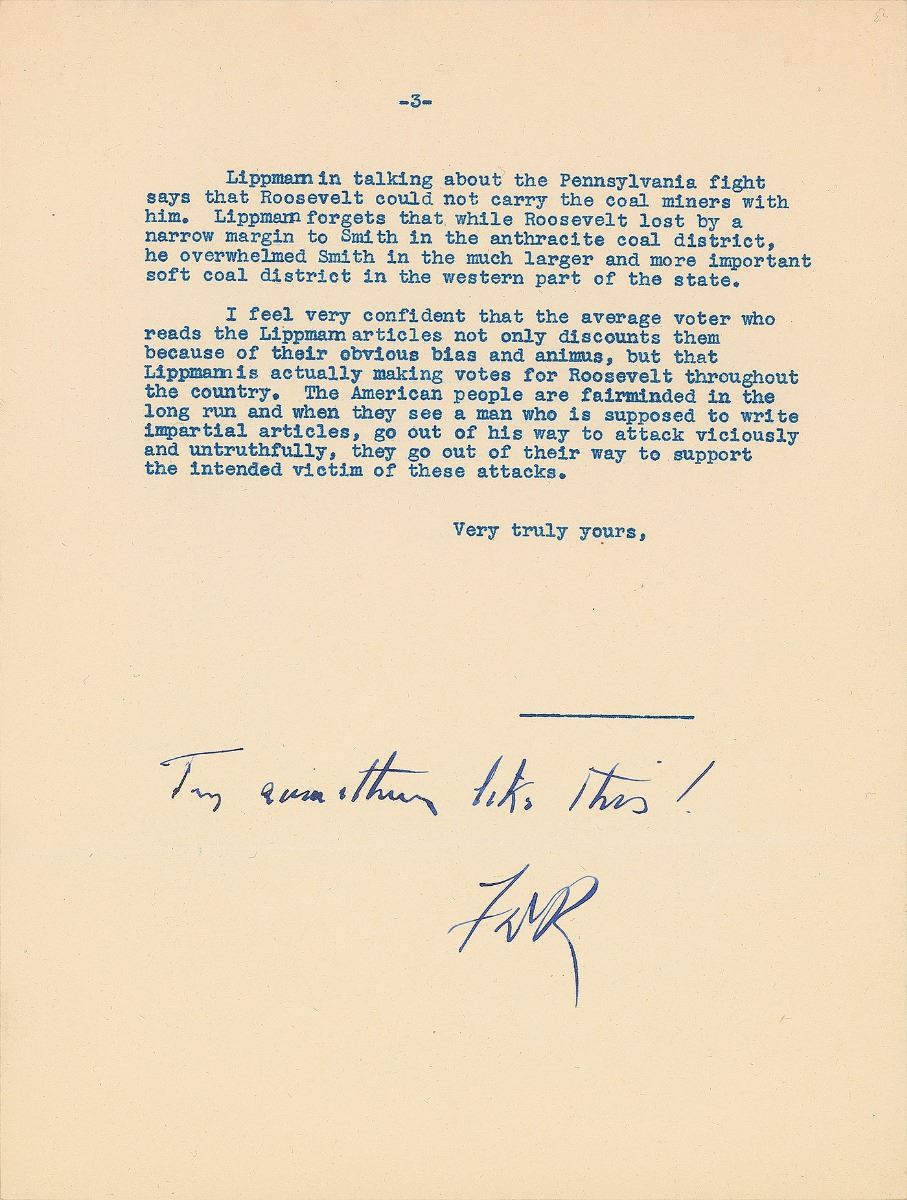 -3-
Lippmann in talking about the Pennsylvania fight
says that Roosevelt could not carry the coal miners with
him. Lippmann forgets that while Roosevelt lost by a
narrow margin to Smith in the anthracite coal district,
he overwhelmed Smith in the much larger and more important
soft coal district in the western part of the state.
I feel very confident that the average voter who
reads the Lippmann articles not only discounts them
because of their obvious bias and animus, but that
Lippmann is actually making votes for Roosevelt throughout
the country. The American people are fairminded in the
long run and when they see a man who is supposed to write
impartial articles, go out of his way to attack viciously
and untruthfully, they go out of their way to support
the intended victim of these attacks.
Very truly yours,
Try something like this!
FDR